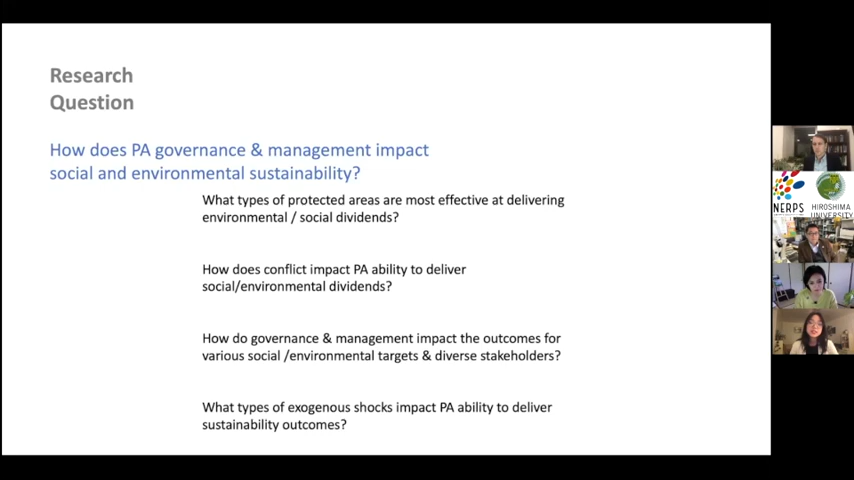 Research
Question
How does PA governance & management impact
social and environmental sustainability?
What types of protected areas are most effective at delivering
environmental / social dividends?
How does conflict impact PA ability to deliver
social/environmental dividends?
How do governance & management impact the outcomes for
various social /environmental targets & diverse stakeholders?
What types of exogenous shocks impact PA ability to deliver
sustainability outcomes?
NERPS
HIROSHIMA
UNIVERSITY